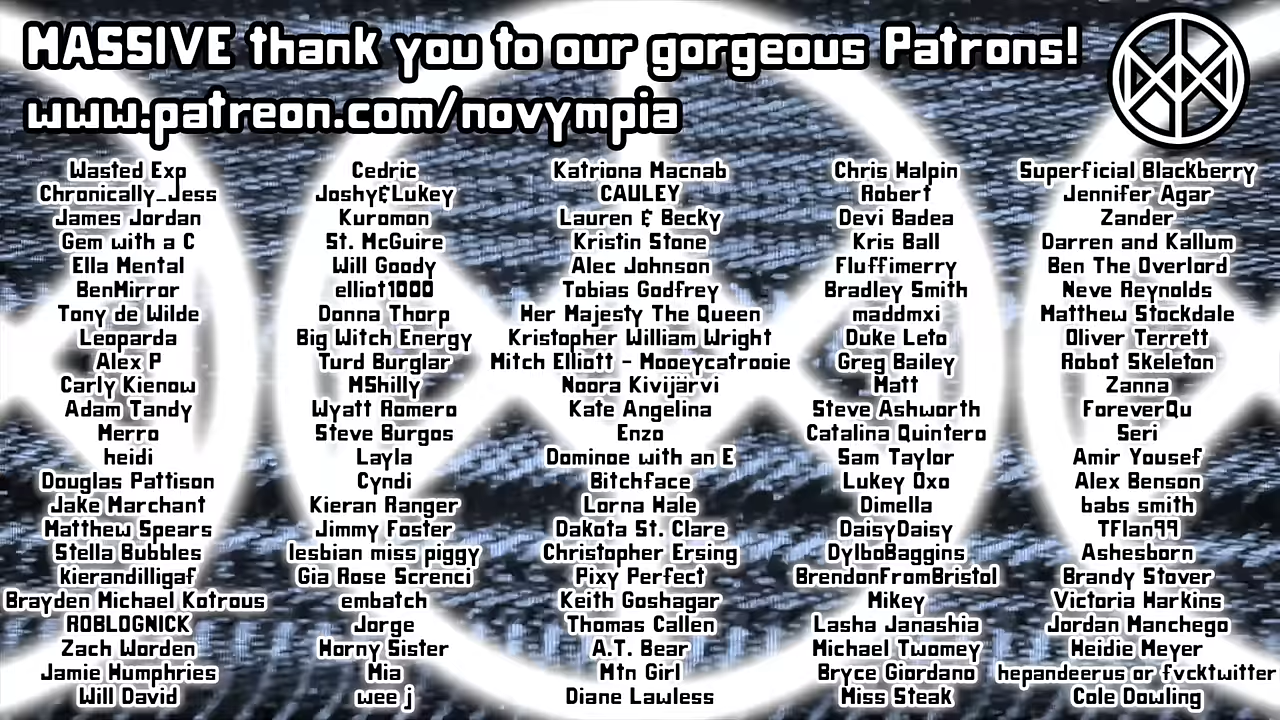 MASSIVE thank you to our gorgeous Patrons!
www.patreon.com/novympia
Wasted Exp
Chronically_Jess
James Jordan
Gem with a C
Ella Mental
BenMirror
Tony de Wilde
Leoparda
Alex P
Carly Kienow
Adam Tandy
Merro
heidi
Douglas Pattison
Jake Marchant
Matthew Spears
Stella Bubbles
kierandilligaf
Brayden Michael Kotrous
ROBLOGNICK
Zach Worden
Jamie Humphries
Will David
Cedric
Joshy&Lukey
Kuromon
St. McGuire
Will Goody
elliot1000
Donna Thorp
Big Witch Energy
Turd Burglar
MShilly
Wyatt Romero
Steve Burgos
Layla
Cyndi
Kieran Ranger
Jimmy Foster
lesbian miss piggy
Gia Rose Screnci
embatch
Jorge
Horny Sister
Mia
wee j
Katriona Macnab
CAULEY
Lauren & Becky
Kristin Stone
Alec Johnson
Tobias Godfrey
Her Majesty The Queen
Kristopher William Wright
Mitch Elliott - Mooeycatrooie
Noora Kivijärvi
Kate Angelina
Enzo
Dominoe with an E
Bitchface
Lorna Hale
Dakota St. Clare
Christopher Ersing
Pixy Perfect
Keith Goshagar
Thomas Callen
A.T. Bear
Mtn Girl
Diane Lawless
Chris Halpin
Robert
Devi Badea
Kris Ball
Fluffimerry
Bradley Smith
maddmxi
Duke Leto
Greg Bailey
Matt
Steve Ashworth
Catalina Quintero
Sam Taylor
Lukey Oxo
Dimella
DaisyDaisy
DylboBaggins
BrendonFromBristol
Mikey
Lasha Janashia
Michael Twomey
Bryce Giordano
Miss Steak
Superficial Blackberry
Jennifer Agar
Zander
Darren and Kallum
Ben The Overlord
Neve Reynolds
Matthew Stockdale
Oliver Terrett
Robot Skeleton
Zanna
ForeverQu
Seri
Amir Yousef
Alex Benson
babs smith
TFlan99
Ashesborn
Brandy Stover
Victoria Harkins
Jordan Manchego
Heidie Meyer
hepandeerus or fvcktwitter
Cole Dowling